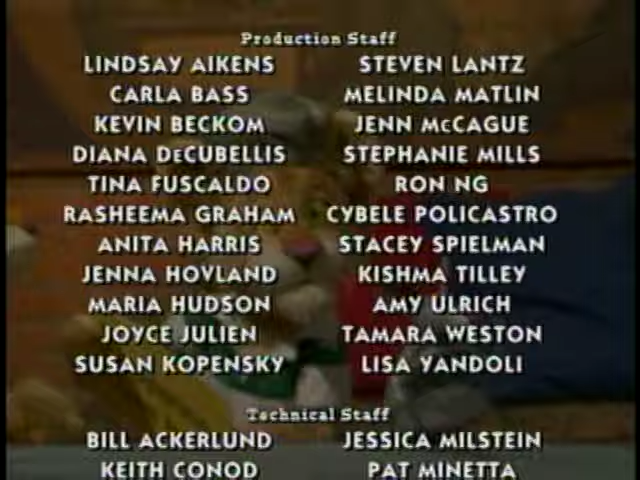 Production Staff
LINDSAY AIKENS STEVEN LANTZ
CARLA BASS MELINDA MATLIN
KEVIN BECKOM JENN McCAGUE
DIANA DeCUBELLIS STEPHANIE MILLS
TINA FUSCALDO RON NG
RASHEEMA GRAHAM CYBELE POLICASTRO
ANITA HARRIS STACEY SPIELMAN
JENNA HOVLAND KISHMA TILLEY
MARIA HUDSON AMY ULRICH
JOYCE JULIEN TAMARA WESTON
SUSAN KOPENSKY LISA YANDOLI
Technical Staff
BILL ACKERLUND JESSICA MILSTEIN
KEITH CONOD PAT MINETTA